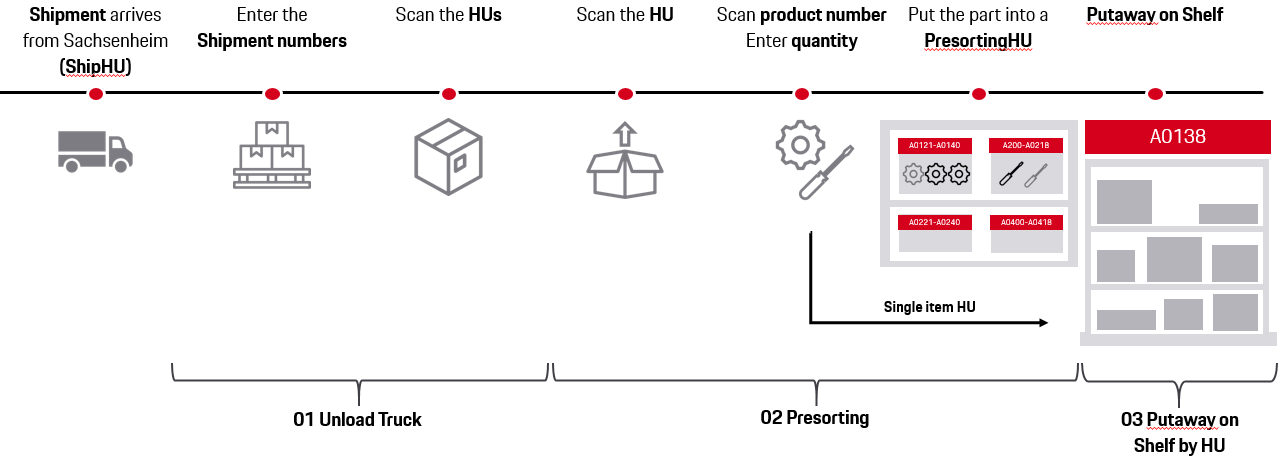 Shipment arrives
from Sachsenheim
(ShipHU)
Enter the
Shipment numbers
Scan the HUs
Scan the HU
Scan product number
Enter quantity
Put the part into a
PresortingHU
Putaway on Shelf
A0121-A0140
A200-A0218
A0221-A0240
A0400-A0418
A0138
Single item HU
01 Unload Truck
02 Presorting
03 Putaway on
Shelf by HU